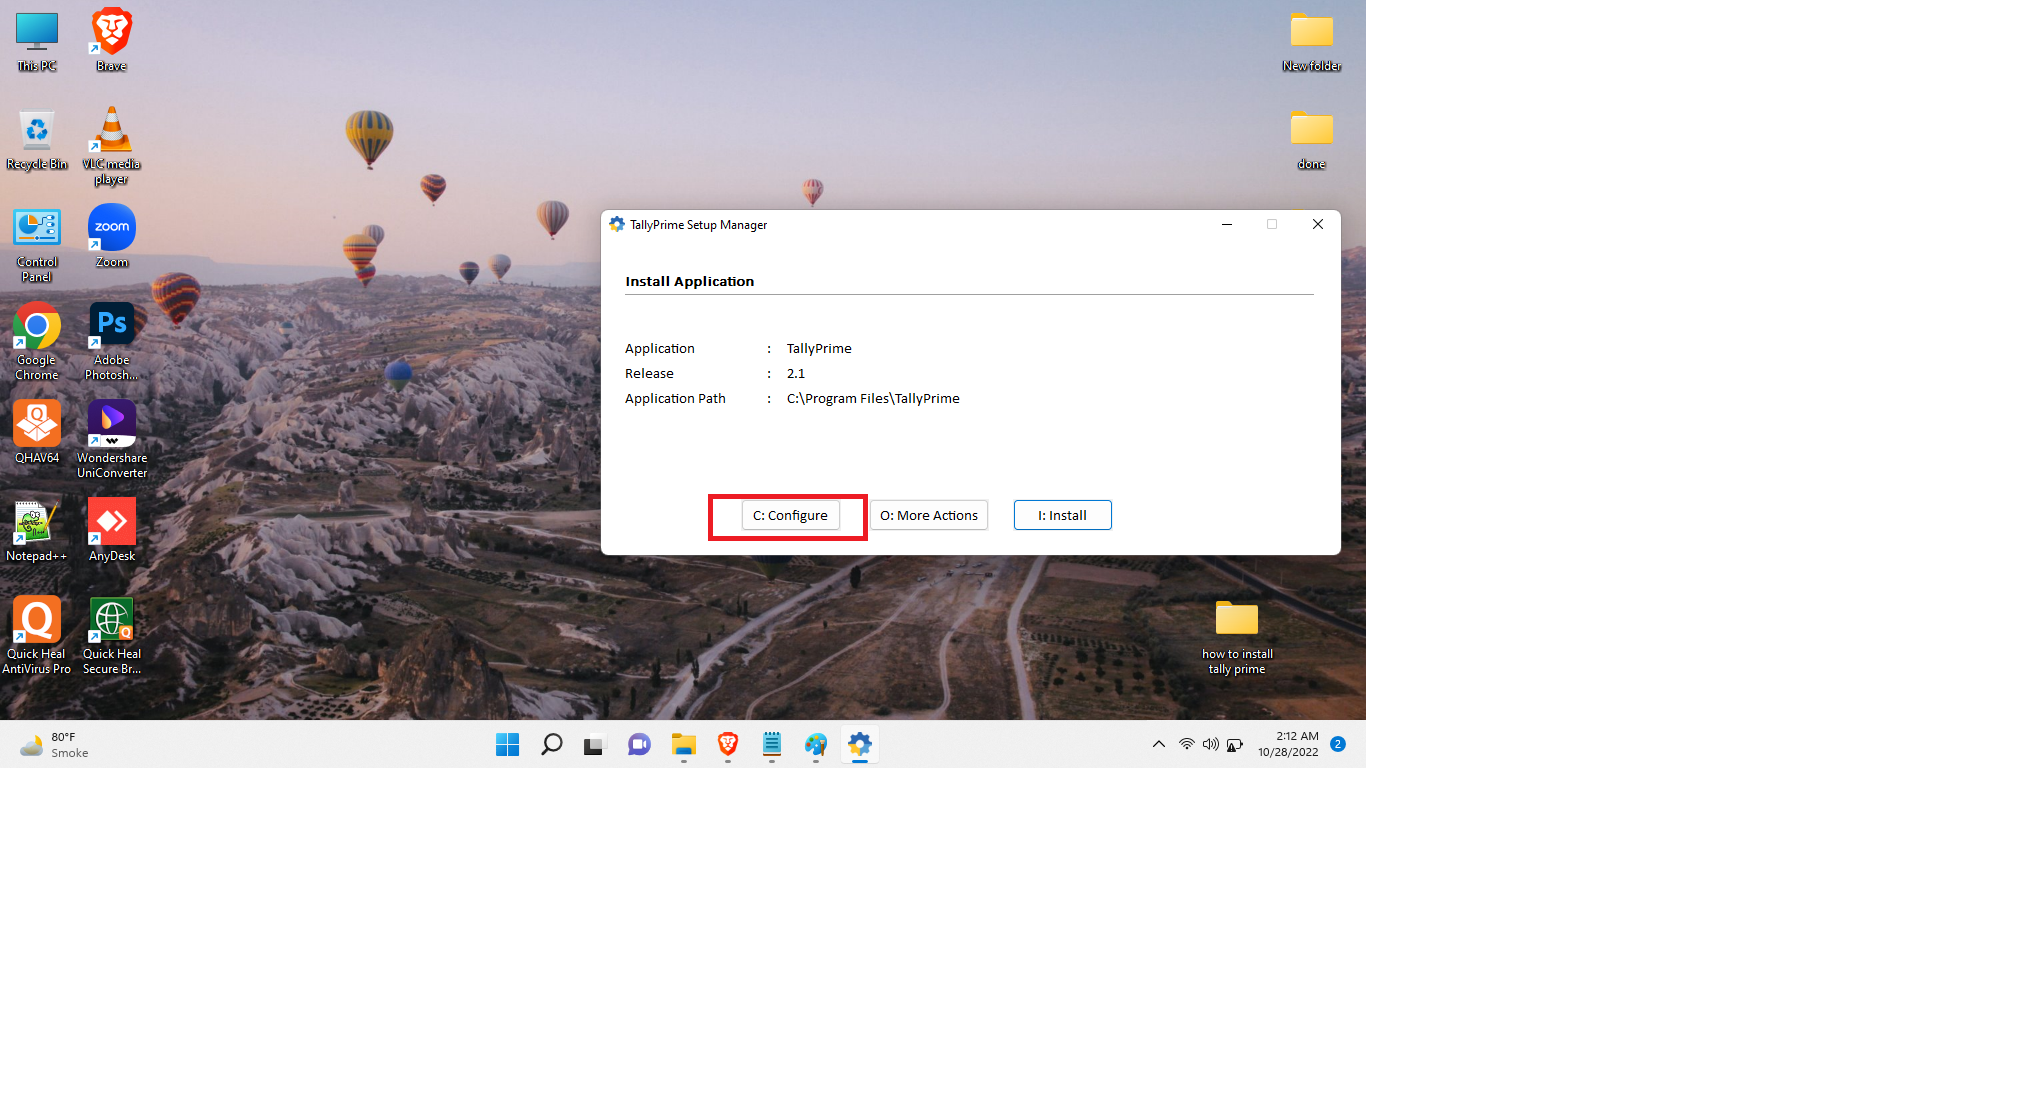 This PC
Brave
New folder
Recycle Bin
VLC media
player
done
Control
Panel
zoom
Zoom
TallyPrime Setup Manager
Install Application
Google
Chrome
Ps
Adobe
Photosh...
Application : TallyPrime
Release : 2.1
Application Path : C:\Program Files\TallyPrime
QHAV64
Wondershare
UniConverter
C: Configure
O: More Actions
I: Install
Notepad++
AnyDesk
Quick Heal
AntiVirus Pro
Quick Heal
Secure Br...
how to install
tally prime
80°F
Smoke
2:12 AM
10/28/2022
2